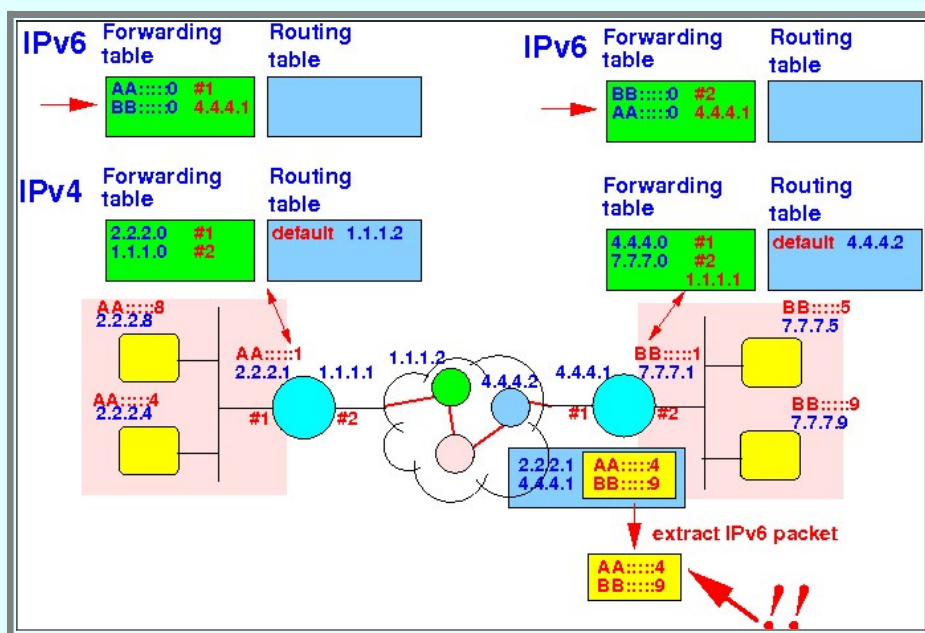 IPv6
Forwarding table
Routing table
AA:::::0 #1
BB:::::0 4.4.4.1
IPv6
Forwarding table
Routing table
BB:::::0 #2
AA:::::0 4.4.4.1
IPv4
Forwarding table
Routing table
2.2.2.0 #1
1.1.1.0 #2
default 1.1.1.2
Forwarding table
Routing table
4.4.4.0 #1
7.7.7.0 #2
1.1.1.1
default 4.4.4.2
AA:::::8
2.2.2.8
AA:::::4
2.2.2.4
AA:::::1
2.2.2.1
1.1.1.1
#1
#2
1.1.1.2
4.4.4.2
4.4.4.1
BB:::::1
7.7.7.1
#1
#2
BB:::::5
7.7.7.5
BB:::::9
7.7.7.9
2.2.2.1
4.4.4.1
AA:::::4
BB:::::9
extract IPv6 packet
AA:::::4
BB:::::9
!!